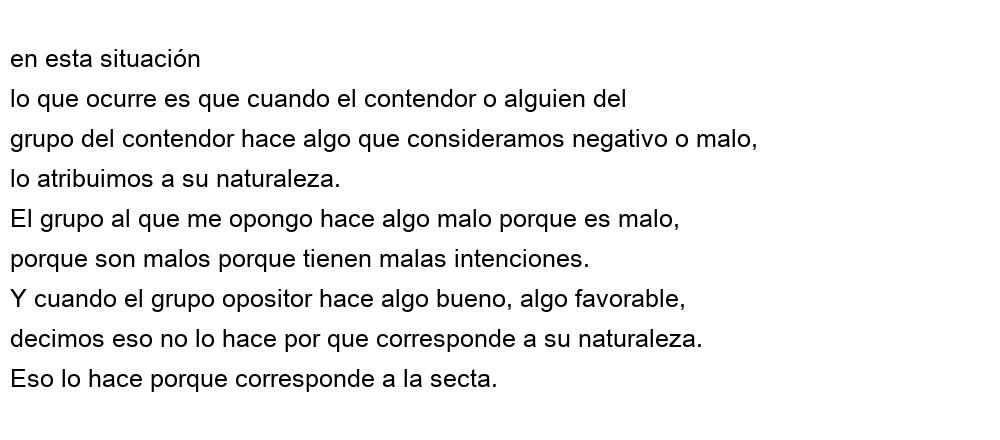 en esta situación
lo que ocurre es que cuando el contendor o alguien del
grupo del contendor hace algo que consideramos negativo o malo,
lo atribuimos a su naturaleza.
El grupo al que me opongo hace algo malo porque es malo,
porque son malos porque tienen malas intenciones.
Y cuando el grupo opositor hace algo bueno, algo favorable,
decimos eso no lo hace por que corresponde a su naturaleza.
Eso lo hace porque corresponde a la secta.